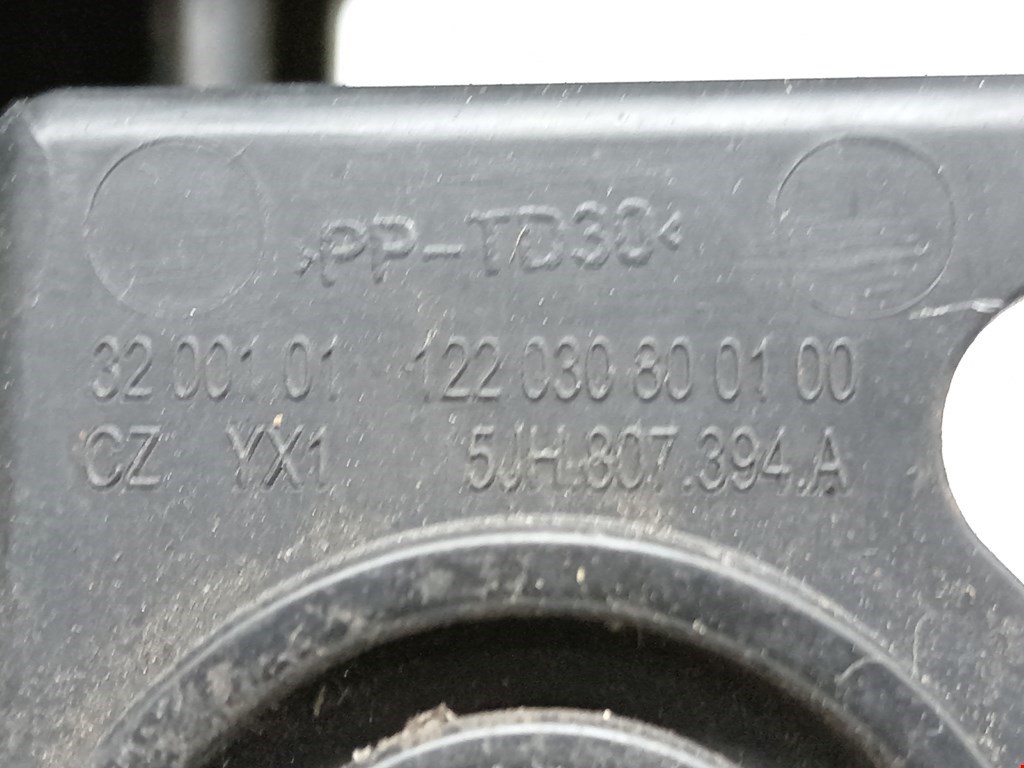 >PP-TD30<
32 001 01 122 030 80 01 00
CZ YX1 5JH.807.394.A